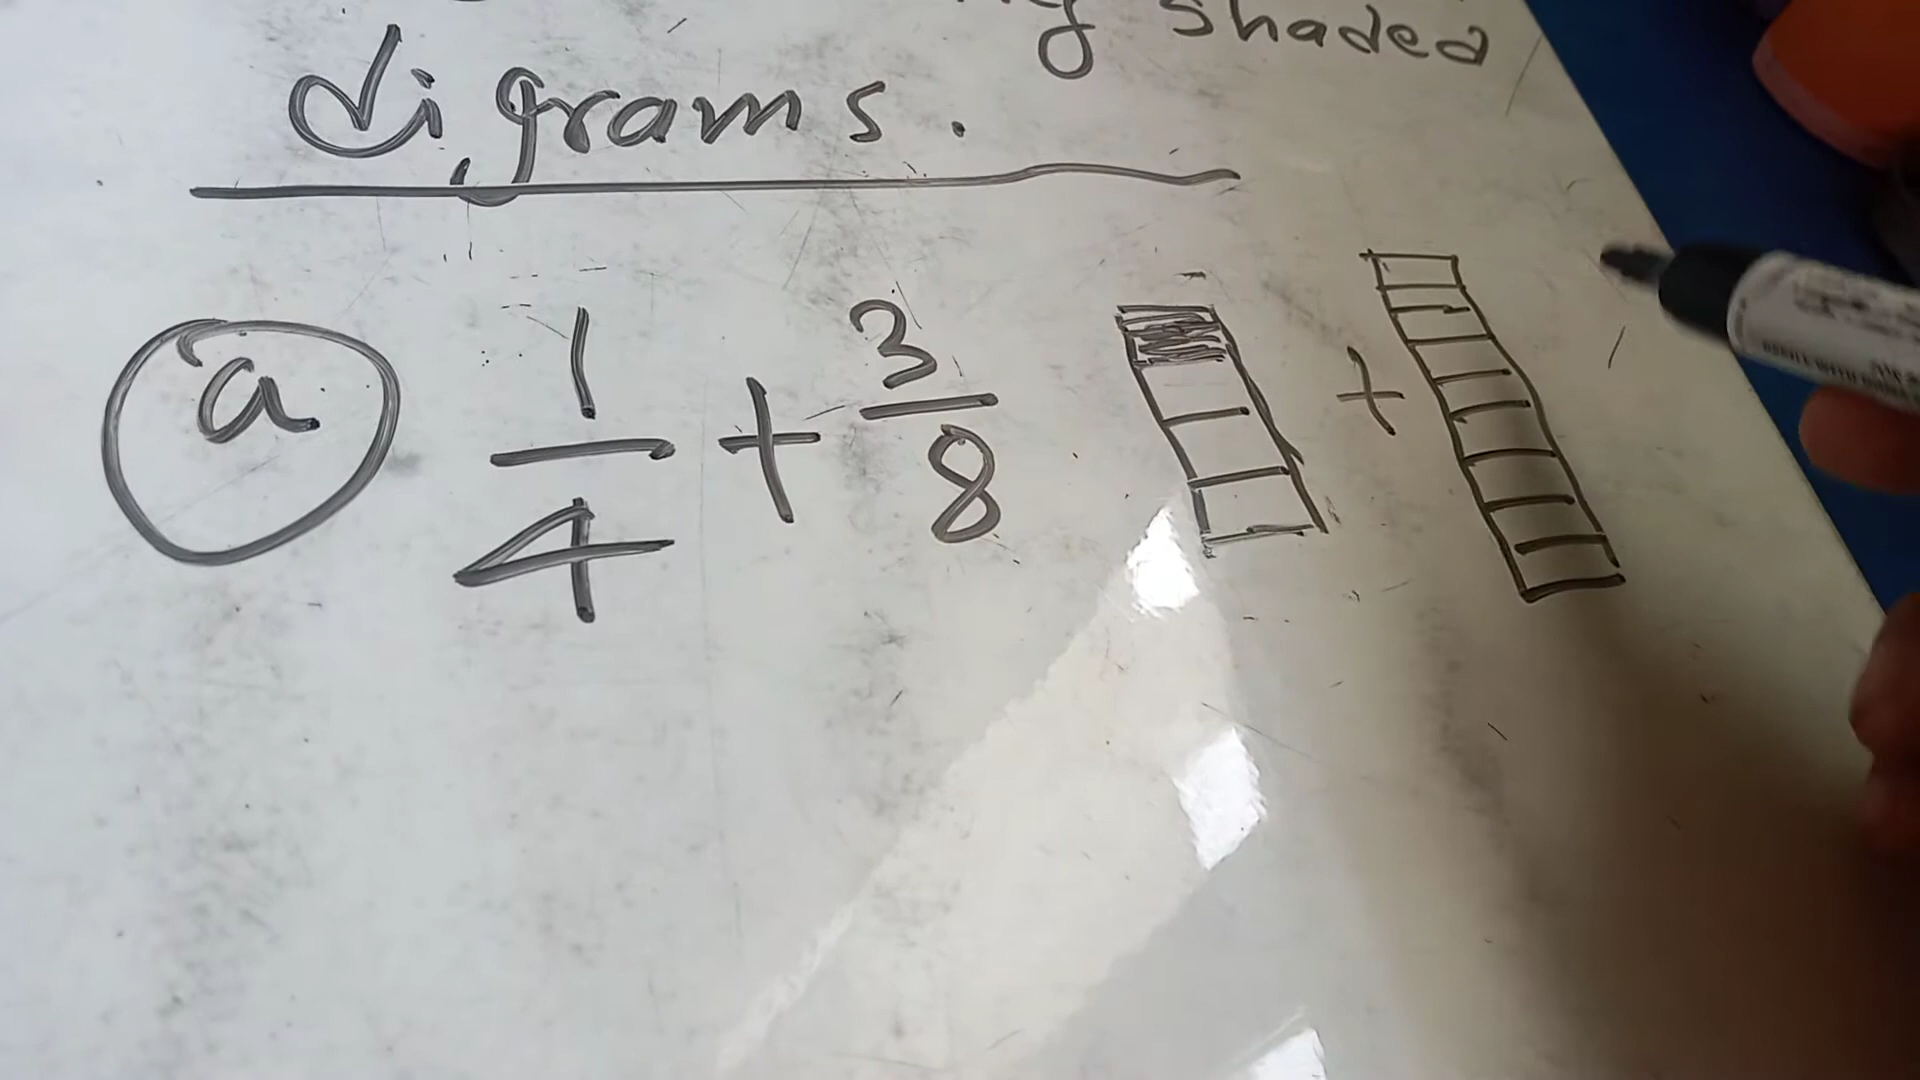 shaded
digrams.
a 1/4 + 3/8 +